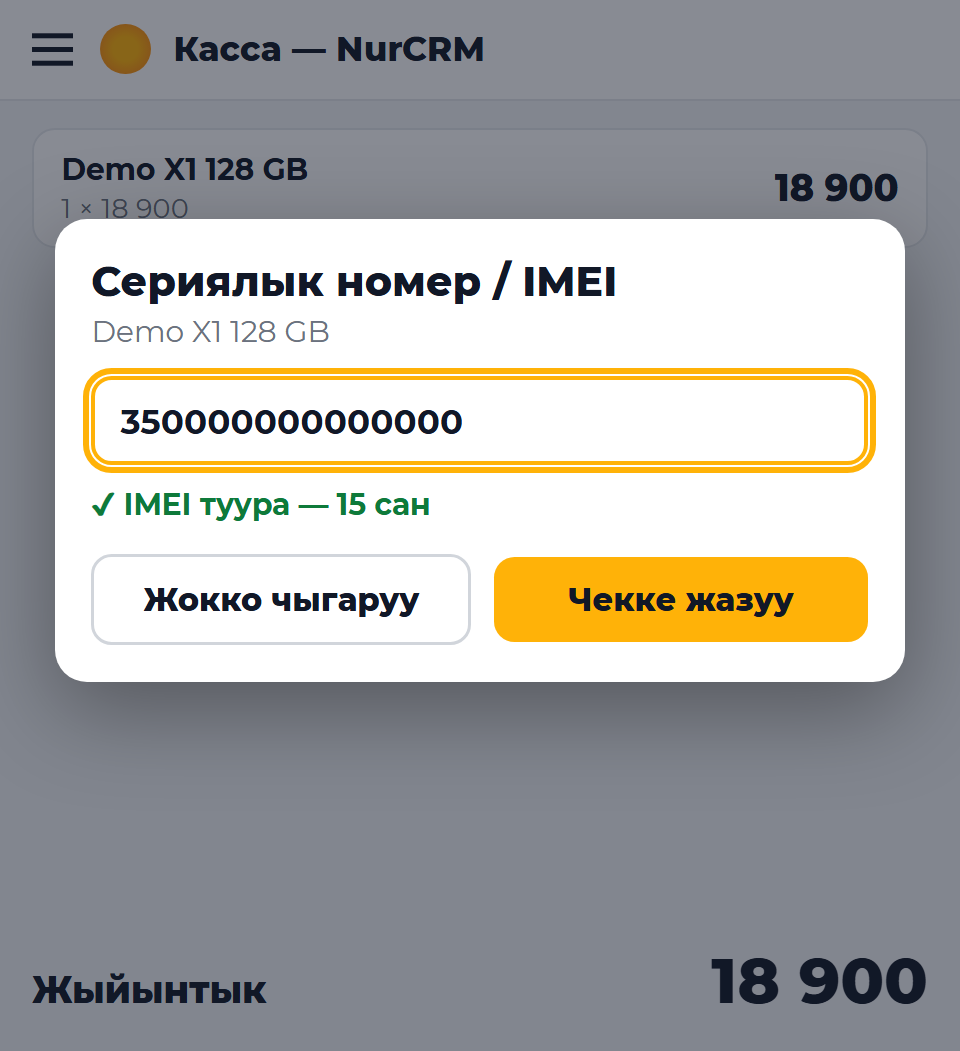 Касса — NurCRM
Demo X1 128 GB
1 × 18 900
18 900
Сериялык номер / IMEI
Demo X1 128 GB
350000000000000
✓ IMEI туура — 15 сан
Жокко чыгаруу
Чекке жазуу
Жыйынтык
18 900